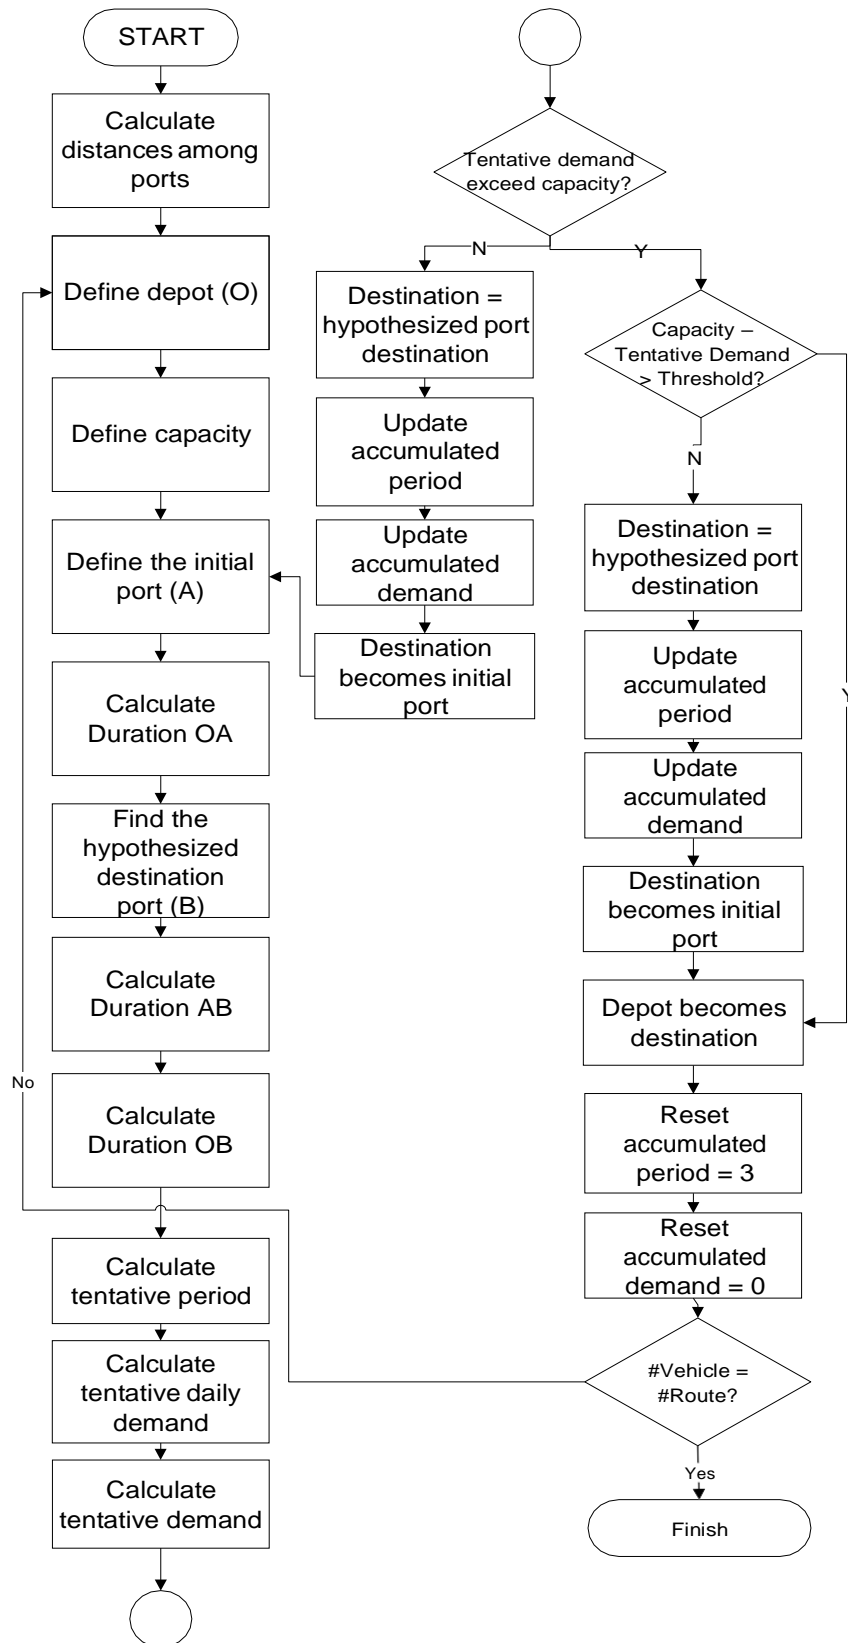 START
Calculate
distances among
ports
Define depot (O)
Define capacity
Define the initial
port (A)
Calculate
Duration OA
Find the
hypothesized
destination
port (B)
Calculate
Duration AB
No
Calculate
Duration OB
Calculate
tentative period
Calculate
tentative daily
demand
Calculate
tentative demand
Tentative demand
exceed capacity?
N
Y
Destination =
hypothesized port
destination
Update
accumulated
period
Update
accumulated
demand
Destination
becomes initial
port
Capacity –
Tentative Demand
> Threshold?
N
Y
Destination =
hypothesized port
destination
Update
accumulated
period
Update
accumulated
demand
Destination
becomes initial
port
Depot becomes
destination
Reset
accumulated
period = 3
Reset
accumulated
demand = 0
#Vehicle =
#Route?
Yes
Finish